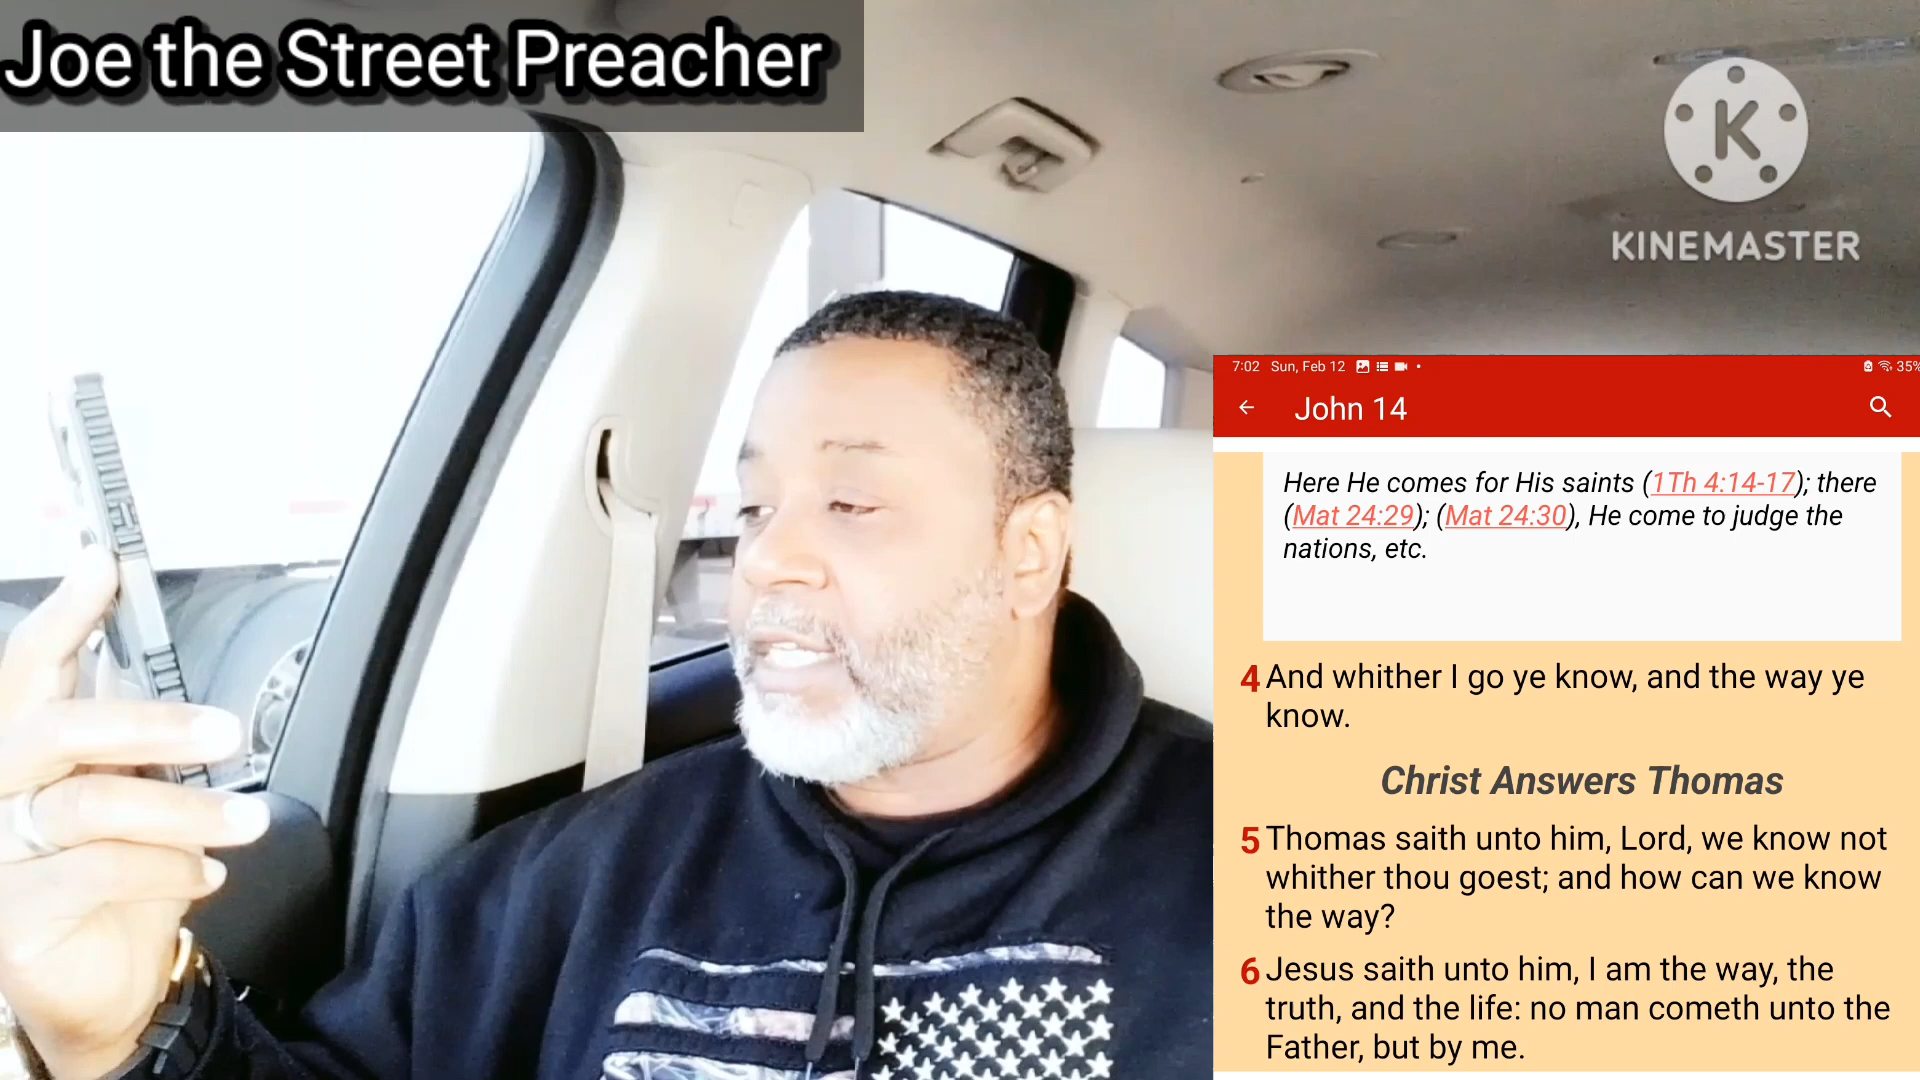 Joe the Street Preacher
K
KINEMASTER
7:02 Sun, Feb 12 35%
John 14
Here He comes for His saints (1Th 4:14-17); there
(Mat 24:29); (Mat 24:30), He come to judge the
nations, etc.
4 And whither I go ye know, and the way ye
know.
Christ Answers Thomas
5 Thomas saith unto him, Lord, we know not
whither thou goest; and how can we know
the way?
6 Jesus saith unto him, I am the way, the
truth, and the life: no man cometh unto the
Father, but by me.